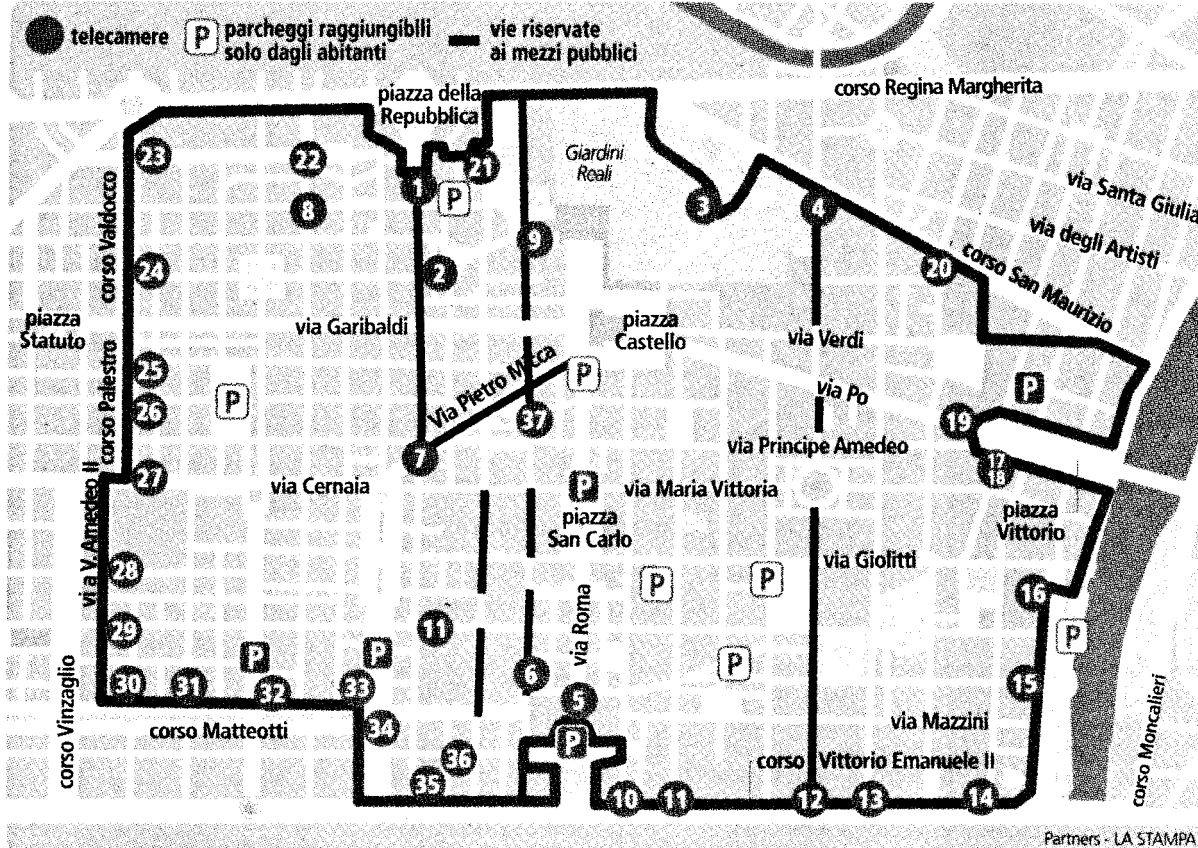 telecamere
P
parcheggi raggiungibili
solo dagli abitanti
vie riservate
ai mezzi pubblici
corso Regina Margherita
piazza della
Repubblica
Giardini
Reali
23
22
21
1
P
8
3
4
via Santa Giulia
via degli Artisti
corso San Maurizio
corso Valdocco
9
24
2
20
piazza
Statuto
via Garibaldi
piazza
Castello
via Verdi
corso Palestro
25
26
P
Via Pietro Micca
P
via Po
P
37
19
7
via Principe Amedeo
17
18
27
via Cernaia
P
via Maria Vittoria
piazza
San Carlo
piazza
Vittorio
via V. Amedeo II
28
via Giolitti
P
P
16
29
11
via Roma
P
P
P
P
30
31
32
33
6
5
15
corso Vinzaglio
corso Matteotti
34
P
via Mazzini
corso Moncalieri
36
corso Vittorio Emanuele II
35
10
11
12
13
14
Partners - LA STAMPA